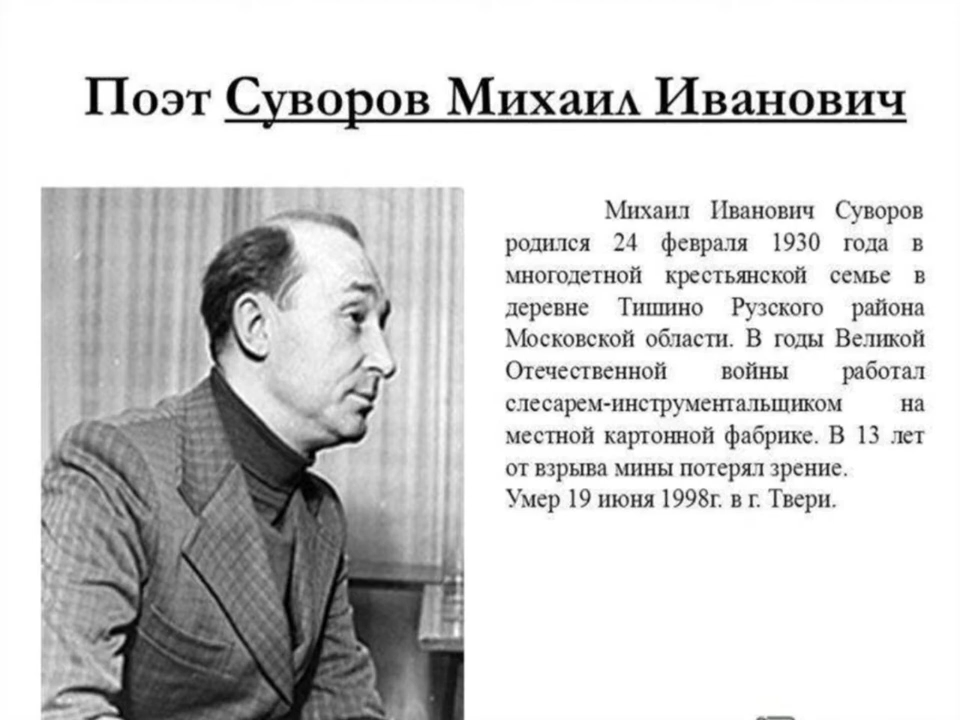 Поэт Суворов Михаил Иванович
Михаил Иванович Суворов
родился 24 февраля 1930 года в
многодетной крестьянской семье в
деревне Тишино Рузского района
Московской области. В годы Великой
Отечественной войны работал
слесарем-инструментальщиком на
местной картонной фабрике. В 13 лет
от взрыва мины потерял зрение.
Умер 19 июня 1998г. в г. Твери.